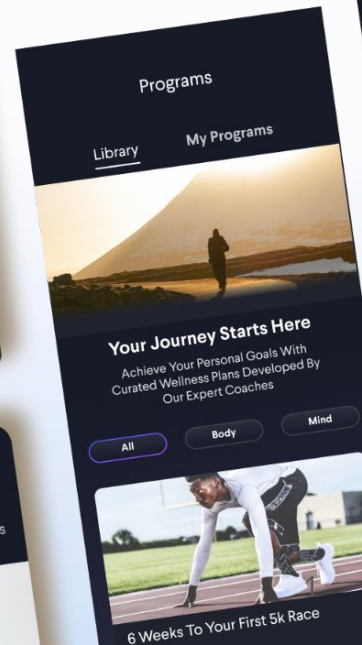 Programs
Library
My Programs
Your Journey Starts Here
Achieve Your Personal Goals With
Curated Wellness Plans Developed By
Our Expert Coaches
All
Body
Mind
6 Weeks To Your First 5k Race